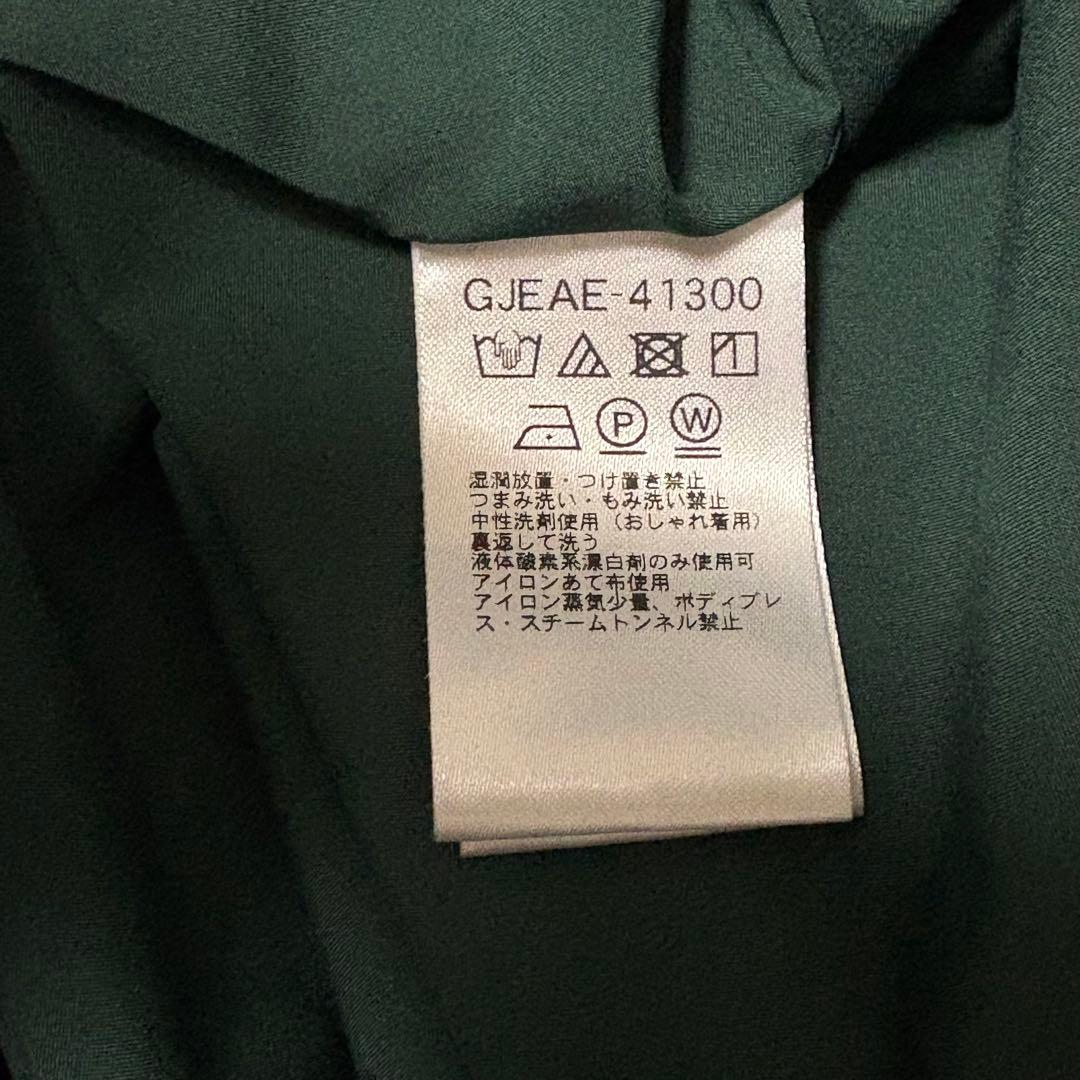 GJEAE-41300
P W
湿潤放置・つけ置き禁止
つまみ洗い・もみ洗い禁止
中性洗剤使用（おしゃれ着用）
裏返して洗う
液体酸素系漂白剤のみ使用可
アイロンあて布使用
アイロン蒸気少量、ボディプレ
ス・スチームトンネル禁止